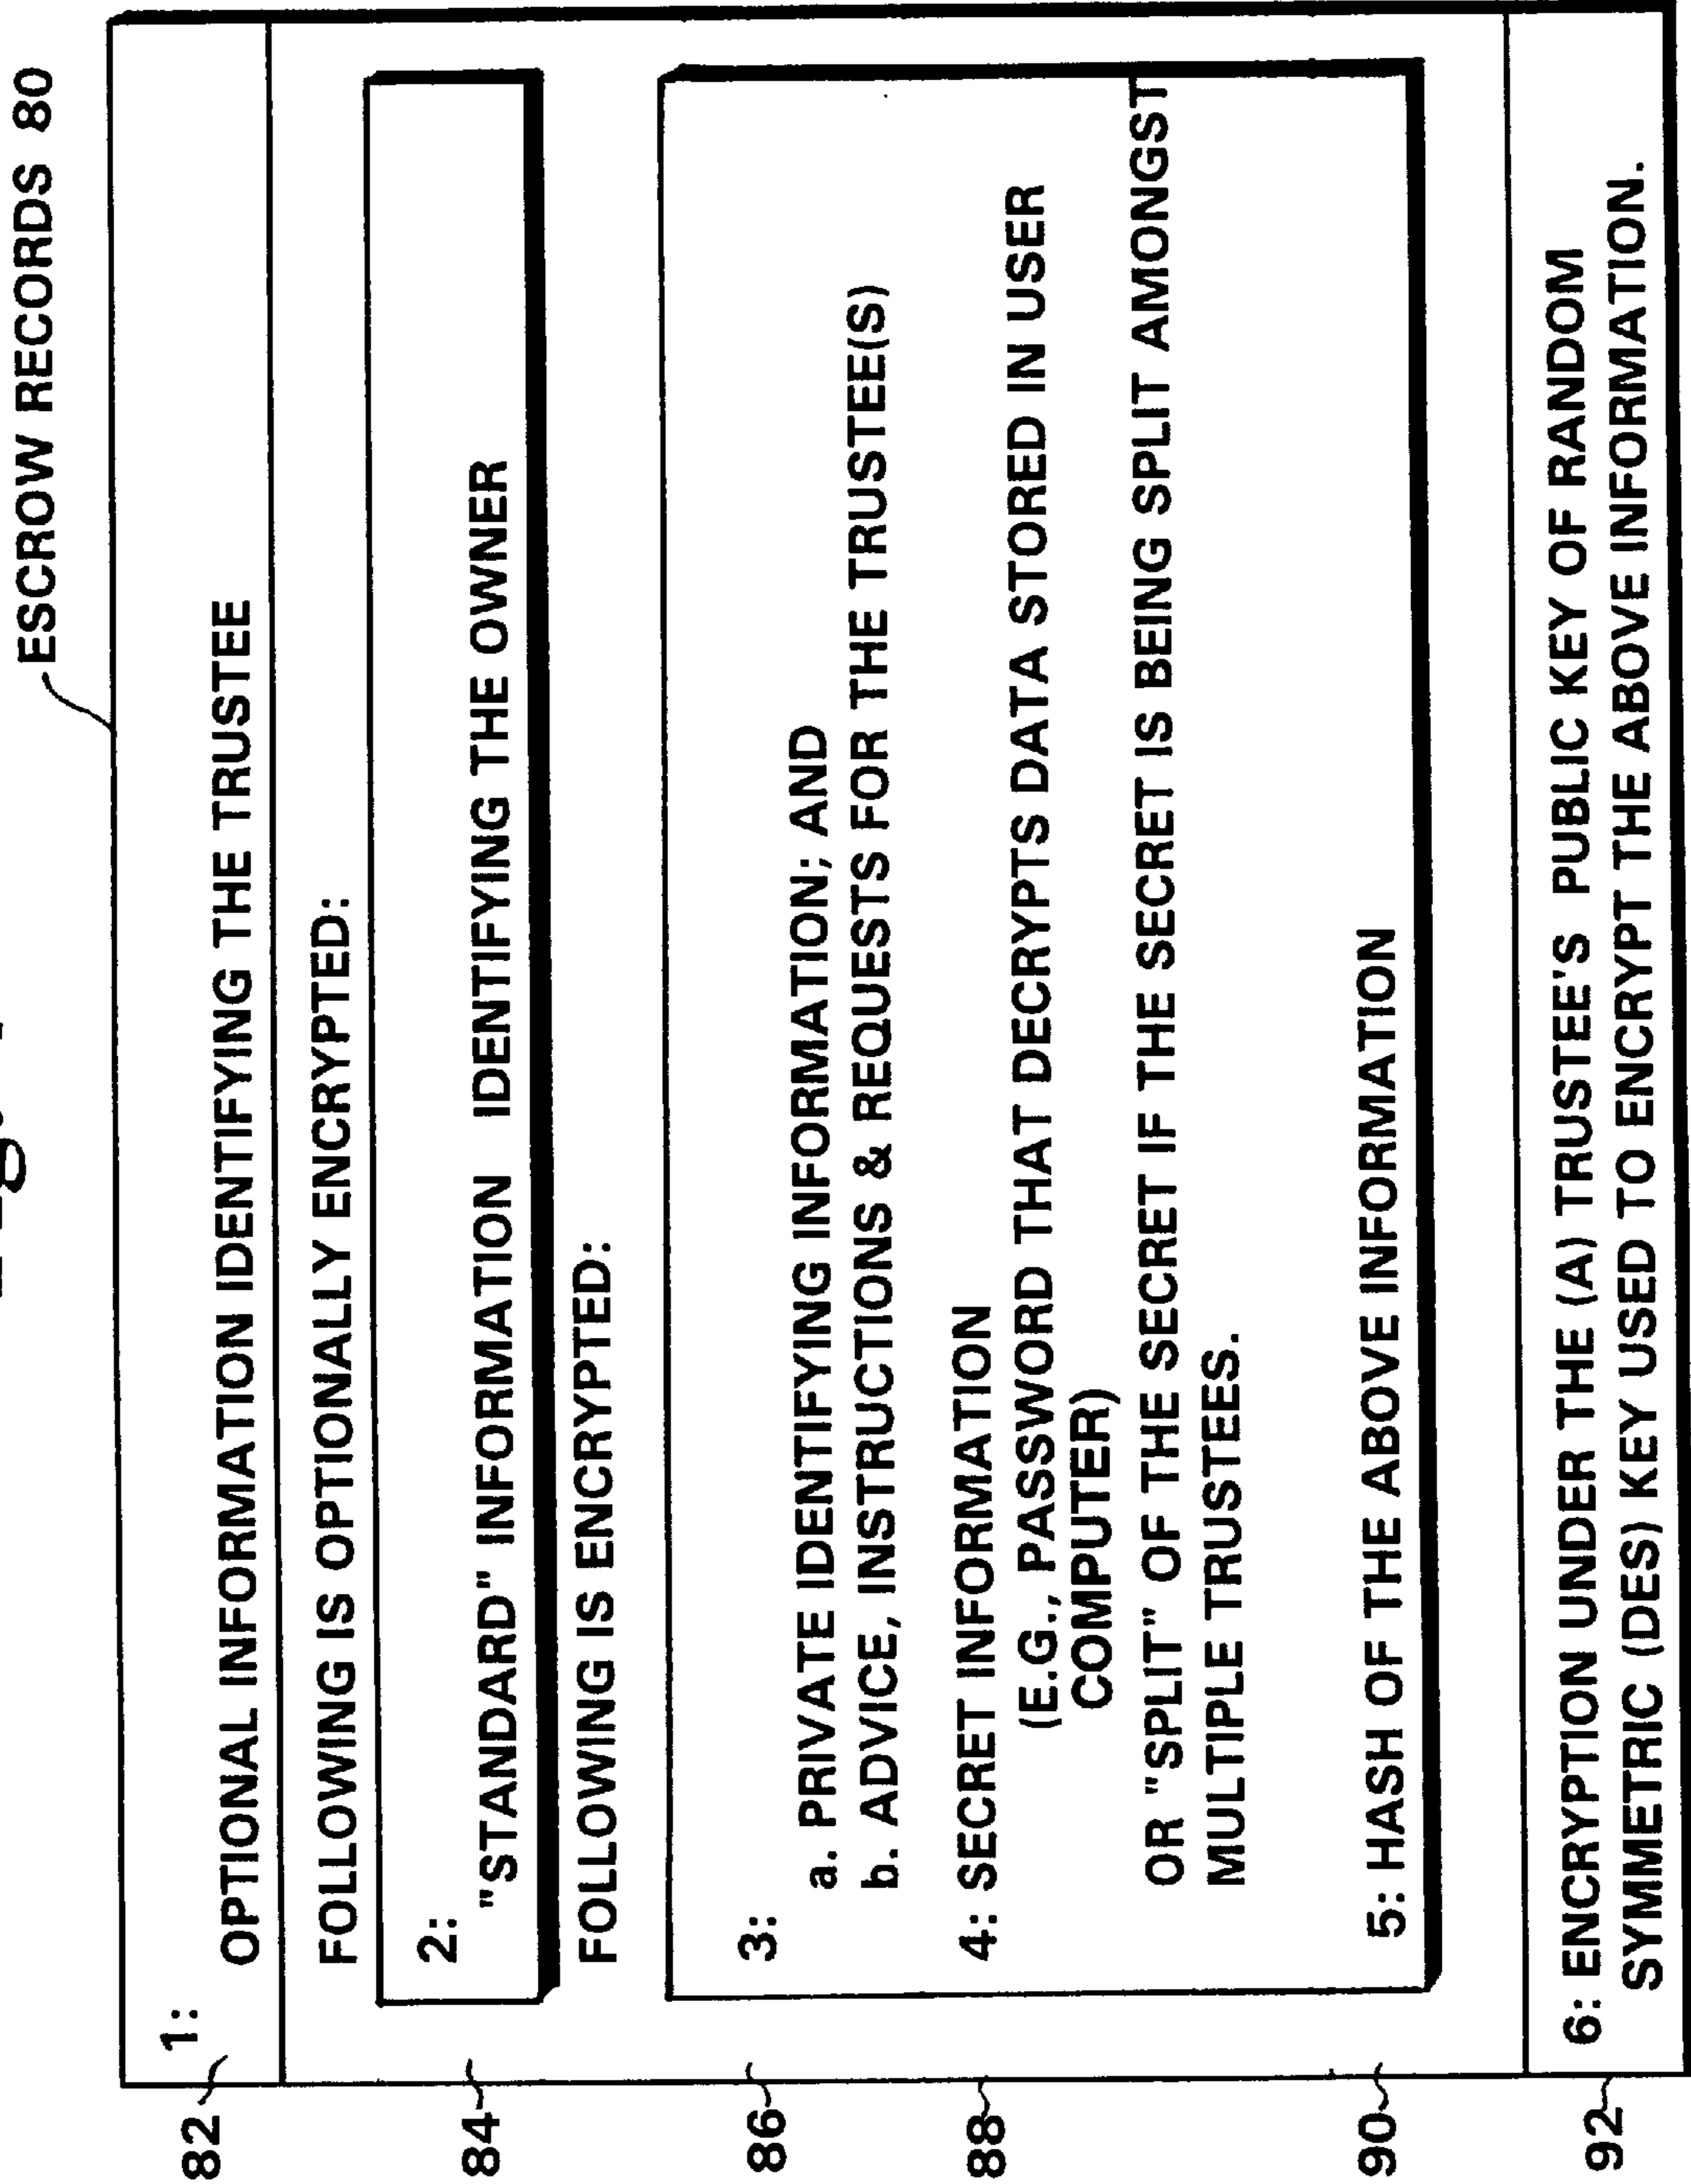 ESCROW RECORDS 80
82
1:
OPTIONAL INFORMATION IDENTIFYING THE TRUSTEE
FOLLOWING IS OPTIONALLY ENCRYPTED:
84
2:
"STANDARD" INFORMATION IDENTIFYING THE OWNER
FOLLOWING IS ENCRYPTED:
86
3:
a. PRIVATE IDENTIFYING INFORMATION; AND
b. ADVICE, INSTRUCTIONS & REQUESTS FOR THE TRUSTEE(S)
88
4: SECRET INFORMATION
(E.G., PASSWORD THAT DECRYPTS DATA STORED IN USER
COMPUTER)
OR "SPLIT" OF THE SECRET IF THE SECRET IS BEING SPLIT AMONGST
MULTIPLE TRUSTEES.
90
5: HASH OF THE ABOVE INFORMATION
92
6: ENCRYPTION UNDER THE (A) TRUSTEE'S PUBLIC KEY OF RANDOM
SYMMETRIC (DES) KEY USED TO ENCRYPT THE ABOVE INFORMATION.